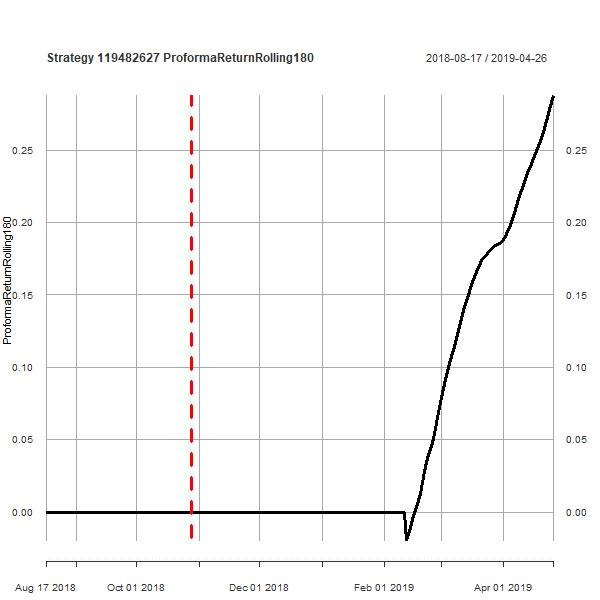 Strategy 119482627 ProformaReturnRolling180
2018-08-17 / 2019-04-26
ProformaReturnRolling180
0.25
0.20
0.15
0.10
0.05
0.00
0.25
0.20
0.15
0.10
0.05
0.00
Aug 17 2018
Oct 01 2018
Dec 01 2018
Feb 01 2019
Apr 01 2019